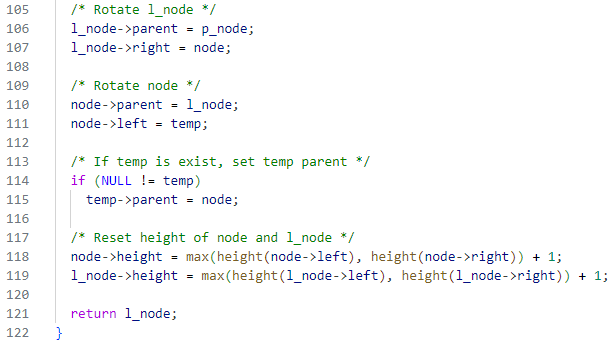 105 /* Rotate l_node */
106 l_node->parent = p_node;
107 l_node->right = node;
108
109 /* Rotate node */
110 node->parent = l_node;
111 node->left = temp;
112
113 /* If temp is exist, set temp parent */
114 if (NULL != temp)
115 temp->parent = node;
116
117 /* Reset height of node and l_node */
118 node->height = max(height(node->left), height(node->right)) + 1;
119 l_node->height = max(height(l_node->left), height(l_node->right)) + 1;
120
121 return l_node;
122 }